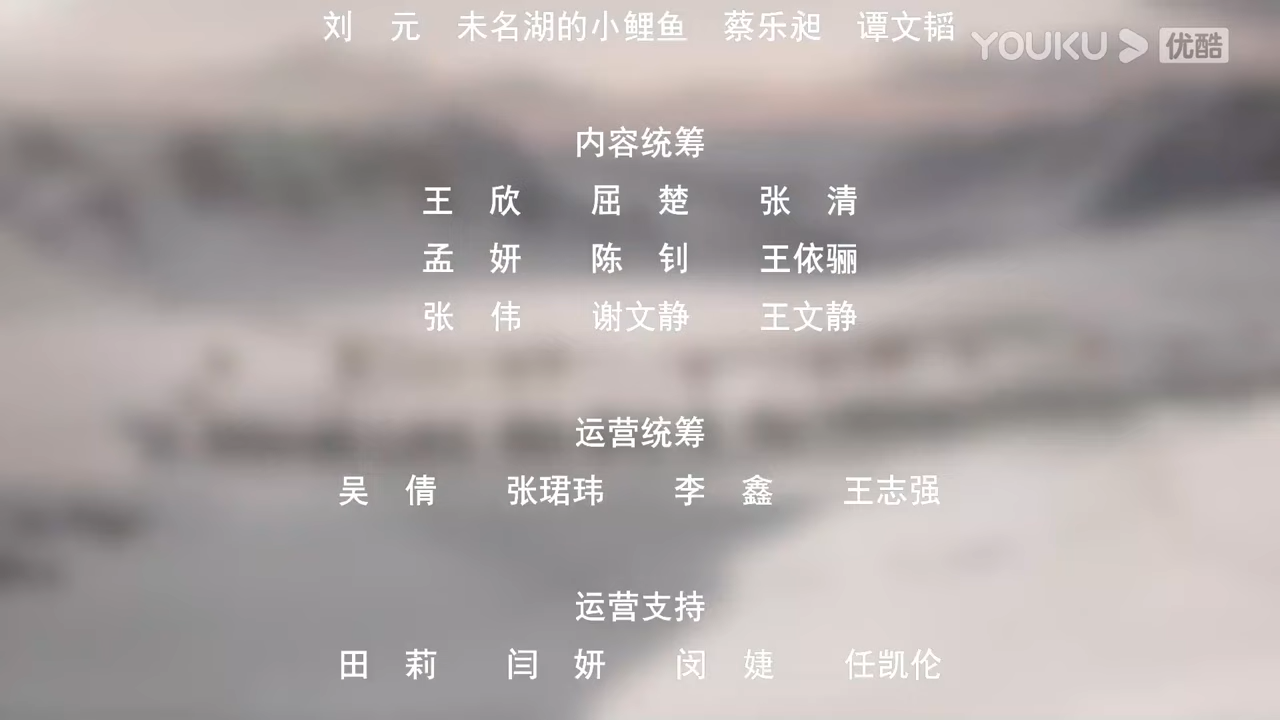 刘 元 未名湖的小鲤鱼 蔡乐昶 谭文韬
YOUKU 优酷
内容统筹
王 欣 屈 楚 张 清
孟 妍 陈 钊 王依骊
张 伟 谢文静 王文静
运营统筹
吴 倩 张珺玮 李 鑫 王志强
运营支持
田 莉 闫 妍 闵 婕 任凯伦